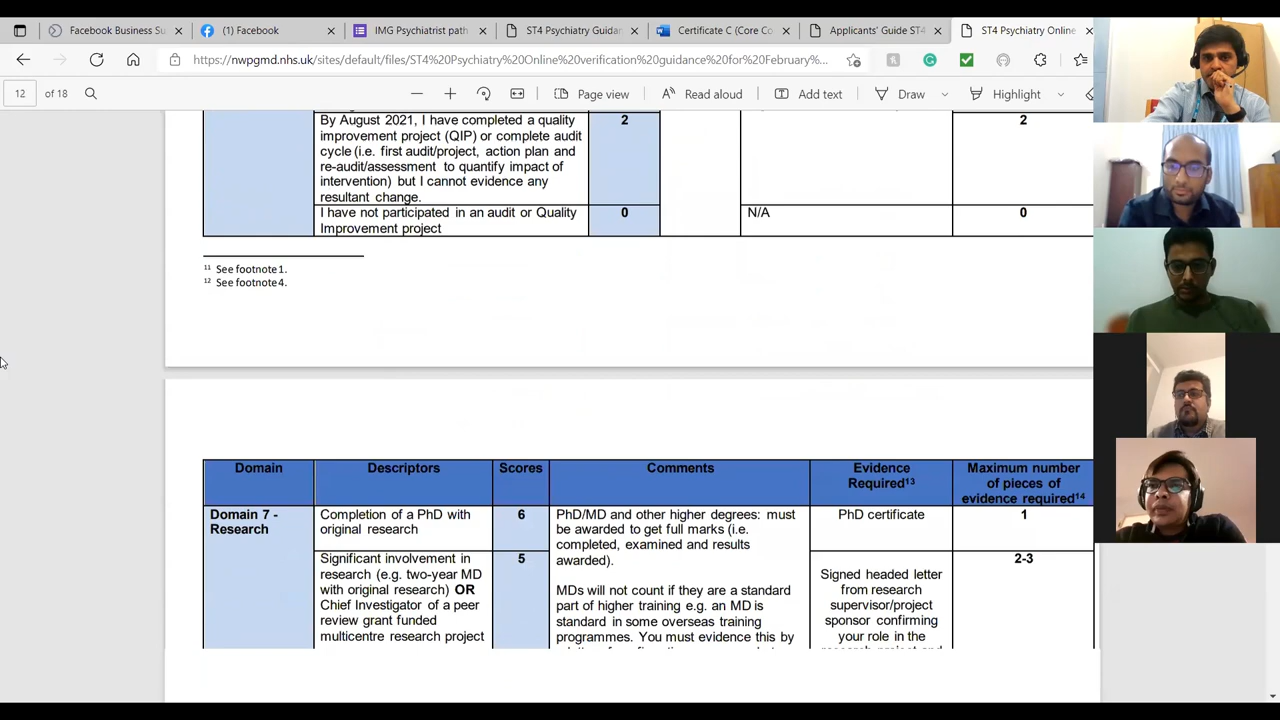 Facebook Business Su
(1) Facebook
IMG Psychiatrist path
ST4 Psychiatry Guidan
Certificate C (Core Co
Applicants' Guide ST4
ST4 Psychiatry Online
https://nwpgmd.nhs.uk/sites/default/files/ST4%20Psychiatry%20Online%20verification%20guidance%20for%20February%...
12 of 18
Page view
Read aloud
Add text
Draw
Highlight
By August 2021, I have completed a quality
improvement project (QIP) or complete audit
cycle (i.e. first audit/project, action plan and
re-audit/assessment to quantify impact of
intervention) but I cannot evidence any
resultant change.
2
2
I have not participated in an audit or Quality
Improvement project
0
N/A
0
11 See footnote 1.
12 See footnote 4.
Domain
Descriptors
Scores
Comments
Evidence
Required13
Maximum number
of pieces of
evidence required14
Domain 7 -
Research
Completion of a PhD with
original research
6
PhD/MD and other higher degrees: must
be awarded to get full marks (i.e.
completed, examined and results
awarded).
PhD certificate
1
Significant involvement in
research (e.g. two-year MD
with original research) OR
Chief Investigator of a peer
review grant funded
multicentre research project
5
MDs will not count if they are a standard
part of higher training e.g. an MD is
standard in some overseas training
programmes. You must evidence this by
Signed headed letter
from research
supervisor/project
sponsor confirming
your role in the
2-3